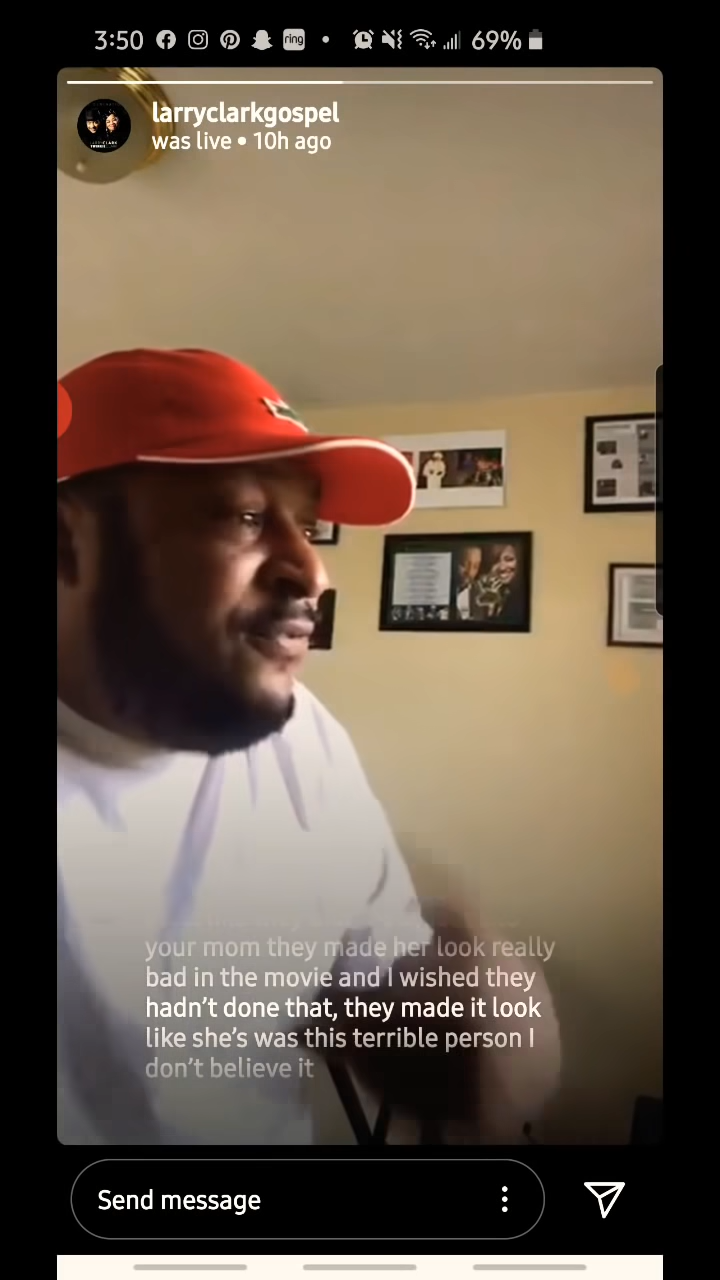 3:50 ring • 69%
larryclarkgospel
was live • 10h ago
your mom they made her look really
bad in the movie and I wished they
hadn't done that, they made it look
like she's was this terrible person I
don't believe it
Send message